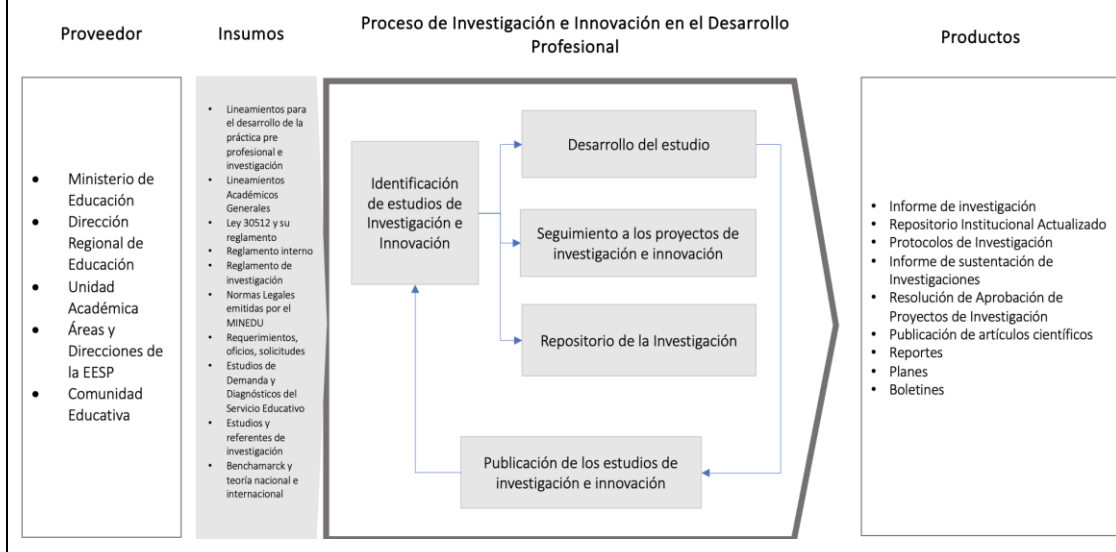 Proveedor
Insumos
Proceso de Investigación e Innovación en el Desarrollo
Profesional
Productos
• Ministerio de
Educación
• Dirección
Regional de
Educación
• Unidad
Académica
• Áreas y
Direcciones de
la EESP
• Comunidad
Educativa
• Lineamientos para
el desarrollo de la
práctica pre
profesional e
investigación
• Lineamientos
Académicos
Generales
• Ley 30512 y su
reglamento
• Reglamento interno
• Reglamento de
investigación
• Normas Legales
emitidas por el
MINEDU
• Requerimientos,
oficios, solicitudes
• Estudios de
Demanda y
Diagnósticos del
Servicio Educativo
• Estudios y
referentes de
investigación
• Benchamarck y
teoría nacional e
internacional
Identificación
de estudios de
Investigación e
Innovación
Desarrollo del estudio
Seguimiento a los proyectos de
investigación e innovación
Repositorio de la Investigación
Publicación de los estudios de
investigación e innovación
• Informe de investigación
• Repositorio Institucional Actualizado
• Protocolos de Investigación
• Informe de sustentación de
Investigaciones
• Resolución de Aprobación de
Proyectos de Investigación
• Publicación de artículos científicos
• Reportes
• Planes
• Boletines